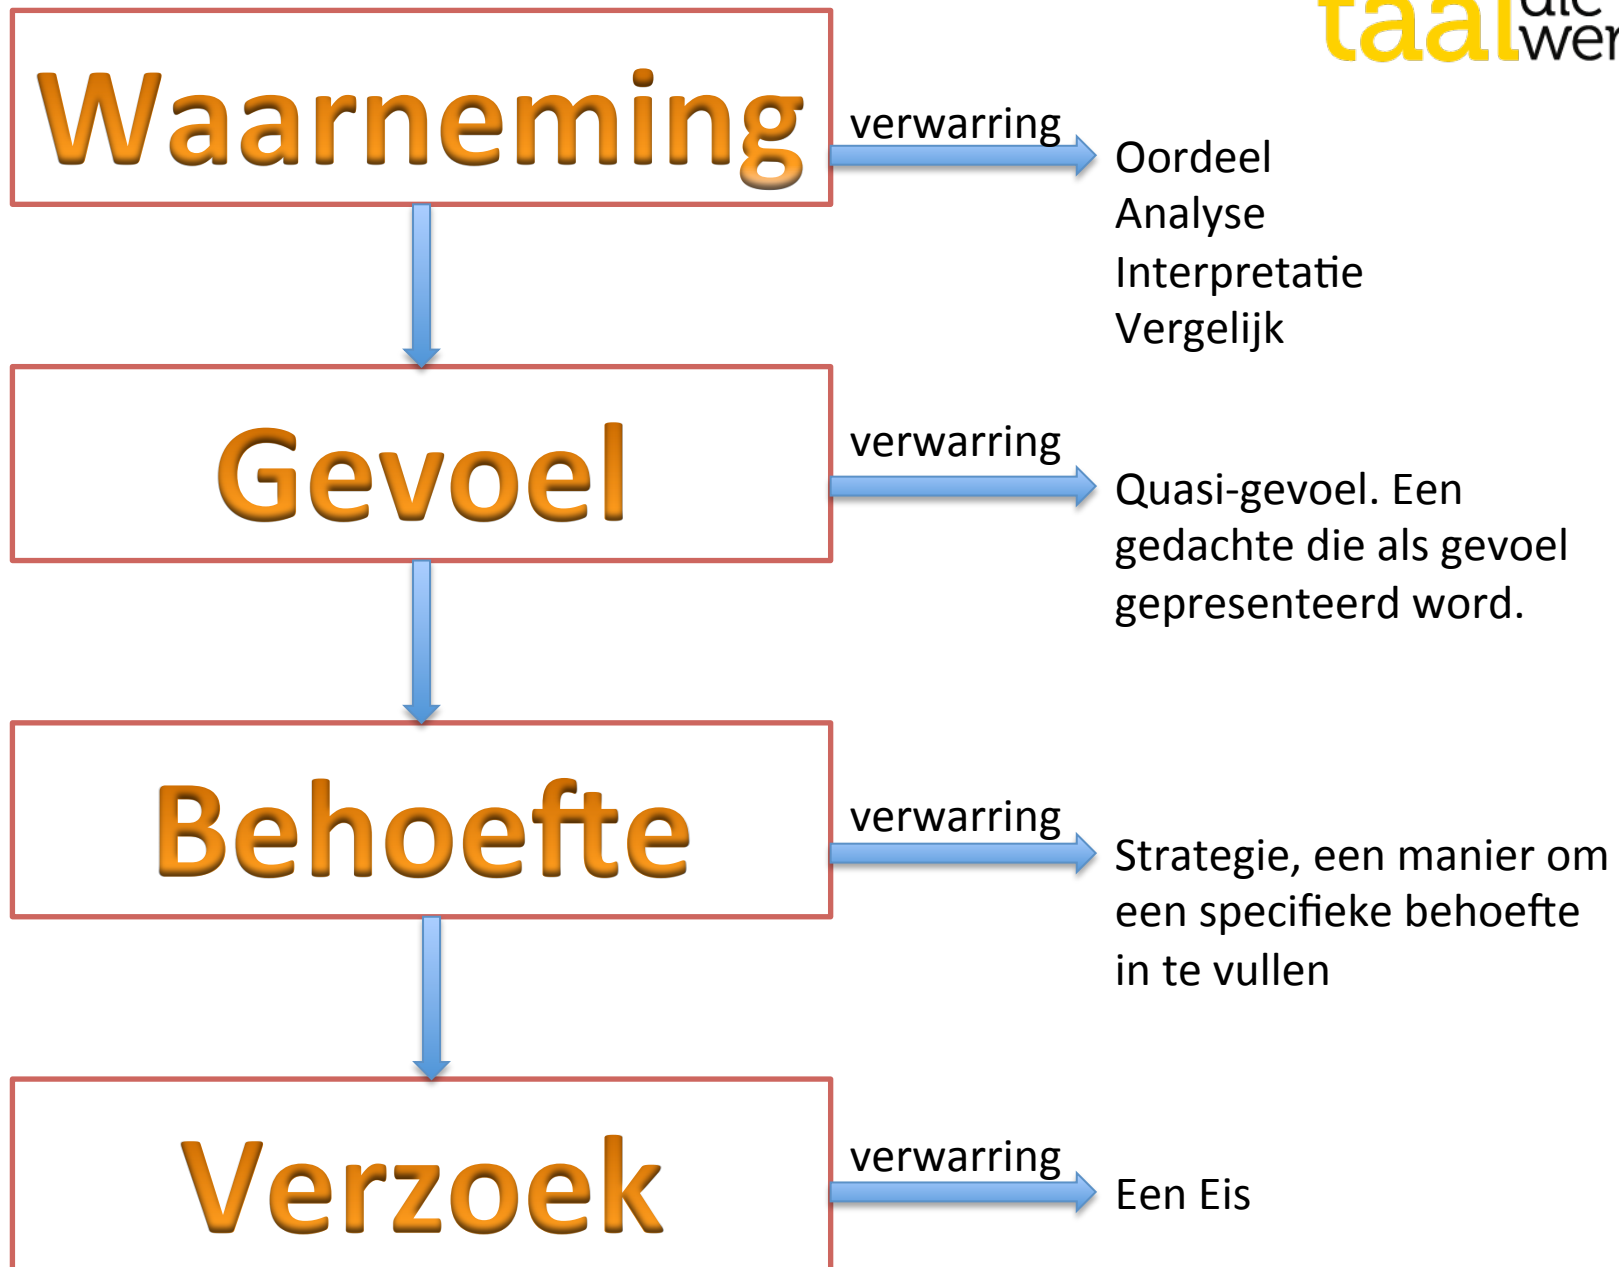 taal die
Waarneming
verwarring
Oordeel
Analyse
Interpretatie
Vergelijk
Gevoel
verwarring
Quasi-gevoel. Een
gedachte die als gevoel
gepresenteerd word.
Behoefte
verwarring
Strategie, een manier om
een specifieke behoefte
in te vullen
Verzoek
verwarring
Een Eis